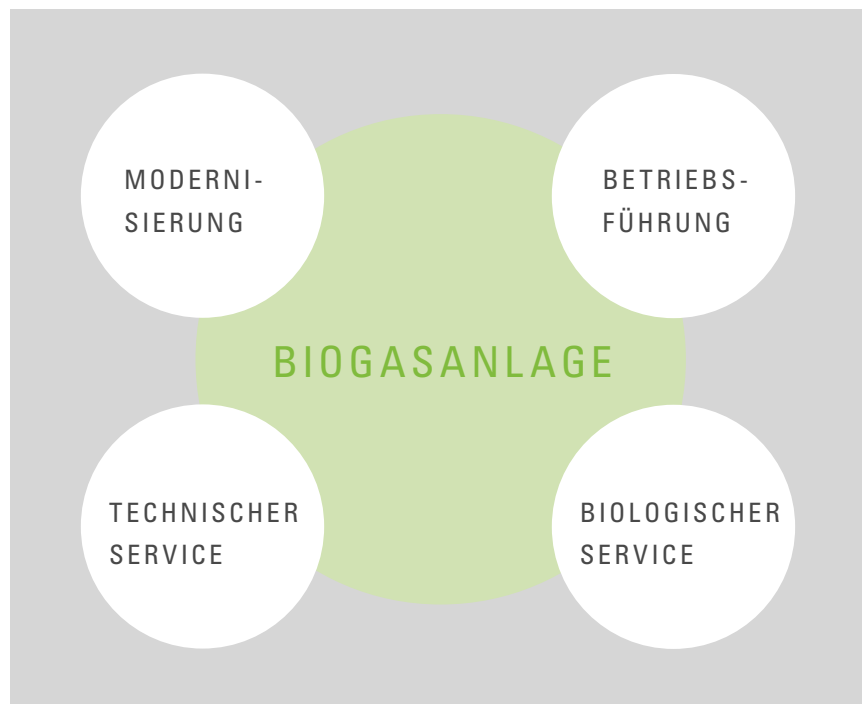 MODERNI-
SIERUNG
BETRIEBS-
FÜHRUNG
BIOGASANLAGE
TECHNISCHER
SERVICE
BIOLOGISCHER
SERVICE